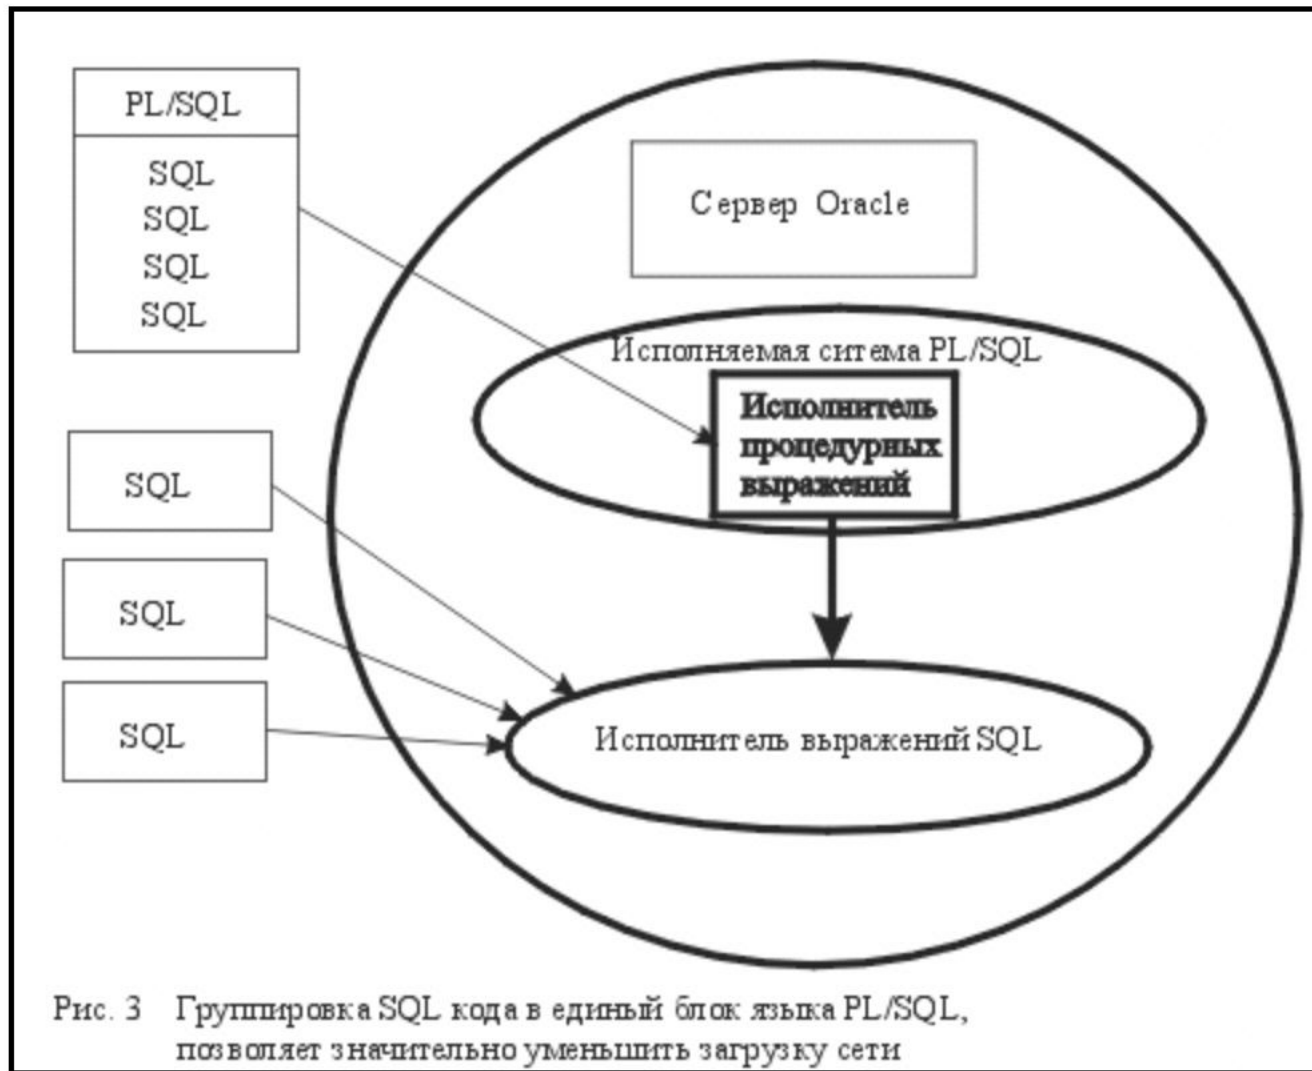 PL/SQL
SQL
SQL
SQL
SQL
Сервер Oracle
Исполняемая ситема PL/SQL
Исполнитель
процедурных
выражений
SQL
SQL
SQL
Исполнитель выражений SQL
Рис. 3 Группировка SQL кода в единый блок языка PL/SQL,
позволяет значительно уменьшить загрузку сети